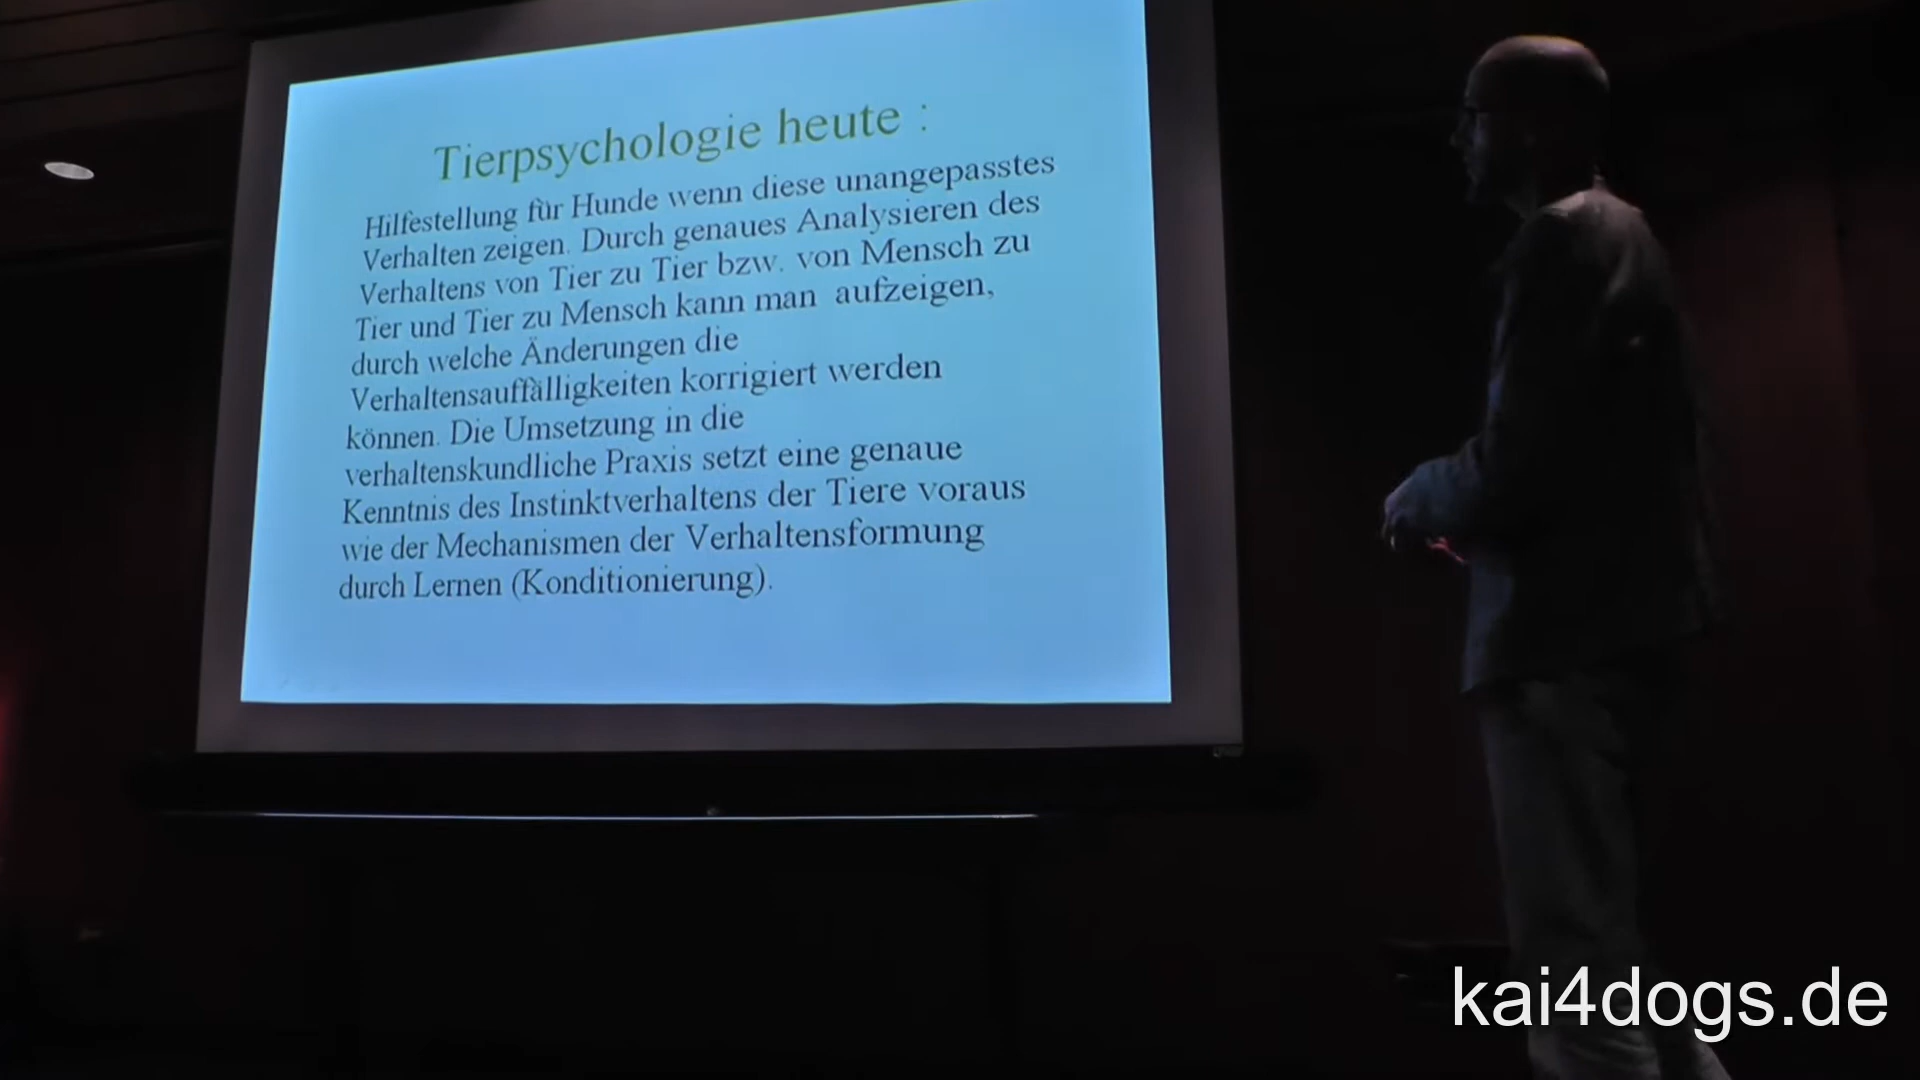 Tierpsychologie heute :
Hilfestellung für Hunde wenn diese unangepasstes
Verhalten zeigen. Durch genaues Analysieren des
Verhaltens von Tier zu Tier bzw. von Mensch zu
Tier und Tier zu Mensch kann man aufzeigen,
durch welche Änderungen die
Verhaltensauffälligkeiten korrigiert werden
können. Die Umsetzung in die
verhaltenskundliche Praxis setzt eine genaue
Kenntnis des Instinktverhaltens der Tiere voraus
wie der Mechanismen der Verhaltensformung
durch Lernen (Konditionierung).
kai4dogs.de